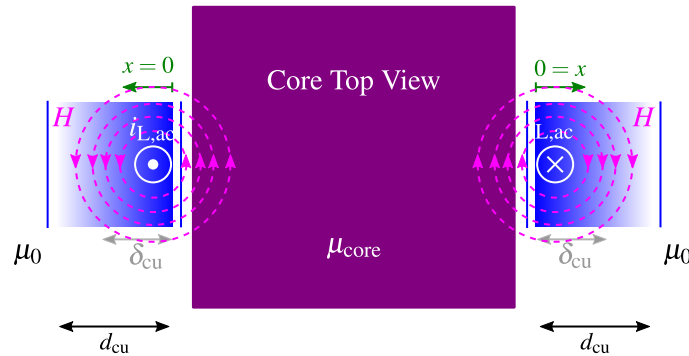 x = 0
0 = x
Core Top View
H
H
i_L,ac
L,ac
μ_0
δ_cu
μ_core
δ_cu
μ_0
d_cu
d_cu